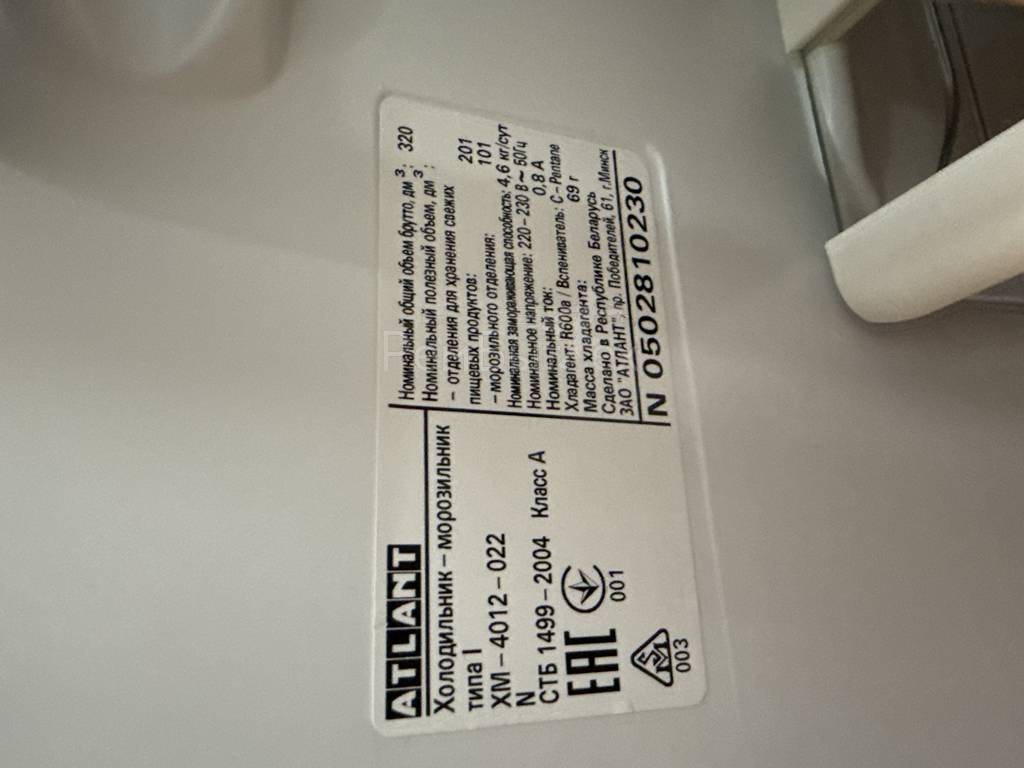 ATLANT
Холодильник – морозильник
типа I
ХМ – 4012 – 022
N
СТБ 1499 – 2004 Класс А
ЕАС
001
003
Номинальный общий объем брутто, дм³: 320
Номинальный полезный объем, дм³:
– отделения для хранения свежих
пищевых продуктов: 201
– морозильного отделения: 101
Номинальная замораживающая способность: 4,6 кг/сут
Номинальное напряжение: 220 – 230 В ~ 50Гц
Номинальный ток: 0,8 А
Хладагент: R600a / Вспениватель: C – Pentane
Масса хладагента: 69 г
Сделано в Республике Беларусь
ЗАО "АТЛАНТ", пр. Победителей, 61, г.Минск
N 0502810230